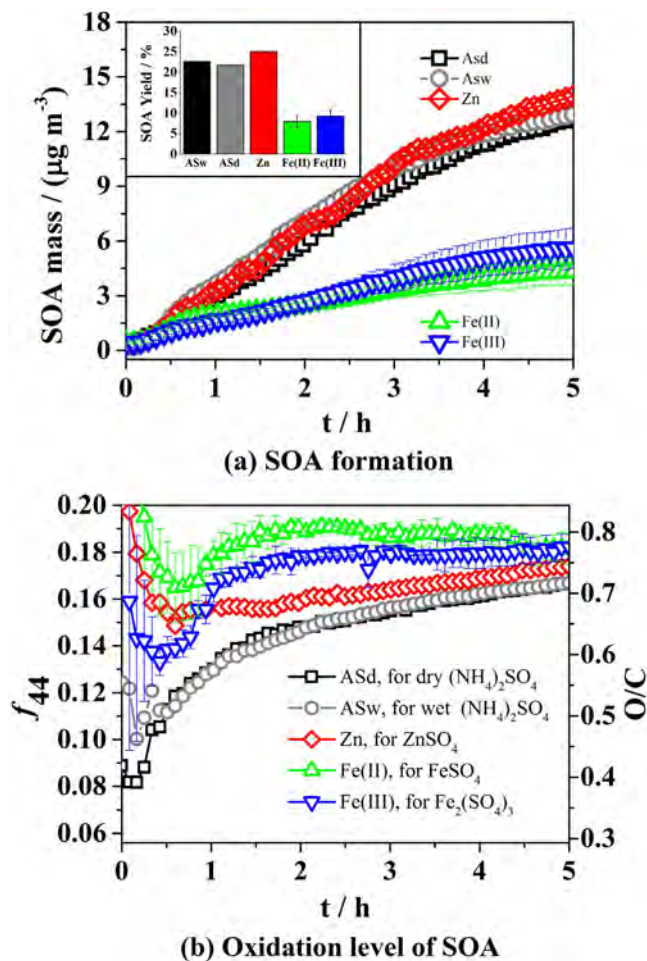 18
15
12
9
6
3
0
SOA mass / (μg m⁻³)
30
25
20
15
10
5
0
SOA Yield / %
ASw ASd Zn Fe(II) Fe(III)
Asd
Asw
Zn
Fe(II)
Fe(III)
0 1 2 3 4 5
t / h
(a) SOA formation
0.20
0.18
0.16
0.14
0.12
0.10
0.08
0.06
f₄₄
0.8
0.7
0.6
0.5
0.4
0.3
O/C
ASd, for dry (NH₄)₂SO₄
ASw, for wet (NH₄)₂SO₄
Zn, for ZnSO₄
Fe(II), for FeSO₄
Fe(III), for Fe₂(SO₄)₃
0 1 2 3 4 5
t / h
(b) Oxidation level of SOA